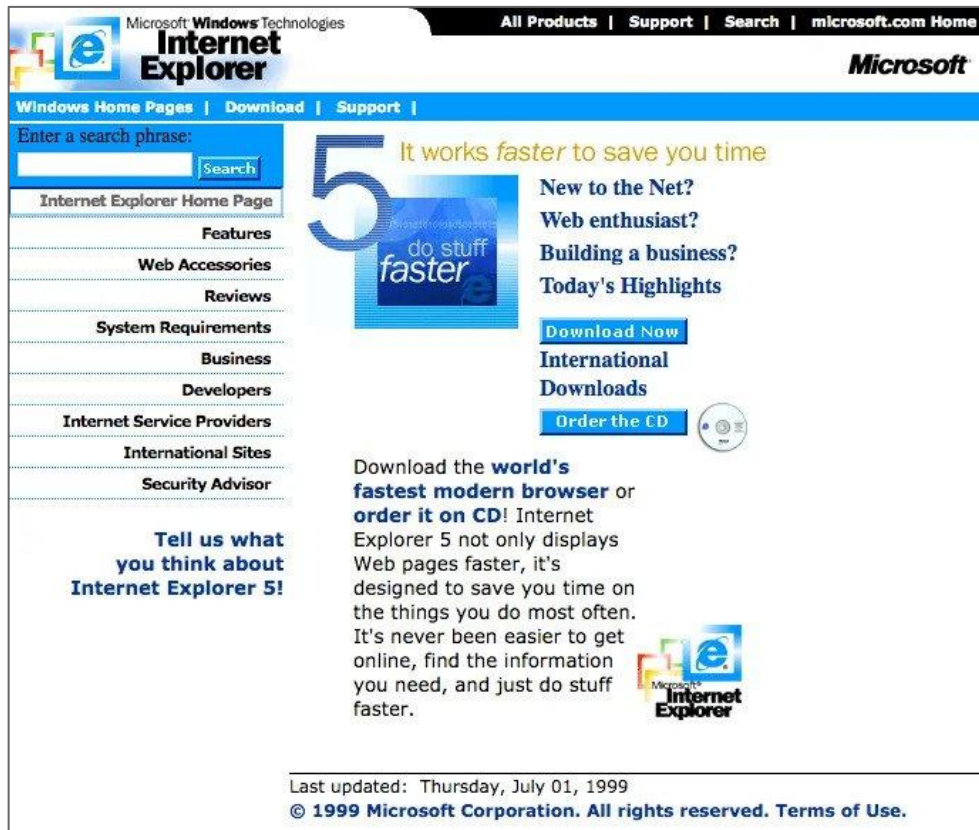 Microsoft Windows Technologies
Internet
Explorer
All Products | Support | Search | microsoft.com Home
Microsoft
Windows Home Pages | Download | Support |
Enter a search phrase:
Search
Internet Explorer Home Page
Features
Web Accessories
Reviews
System Requirements
Business
Developers
Internet Service Providers
International Sites
Security Advisor
Tell us what
you think about
Internet Explorer 5!
5
It works faster to save you time
do stuff
faster
New to the Net?
Web enthusiast?
Building a business?
Today's Highlights
Download Now
International
Downloads
Order the CD
Download the world's
fastest modern browser or
order it on CD! Internet
Explorer 5 not only displays
Web pages faster, it's
designed to save you time on
the things you do most often.
It's never been easier to get
online, find the information
you need, and just do stuff
faster.
Microsoft®
Internet
Explorer
Last updated: Thursday, July 01, 1999
© 1999 Microsoft Corporation. All rights reserved. Terms of Use.